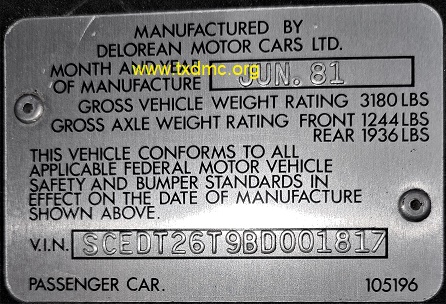 MANUFACTURED BY
DELOREAN MOTOR CARS LTD.
MONTH AND YEAR
OF MANUFACTURE JUN. 81
www.txdmc.org
GROSS VEHICLE WEIGHT RATING 3180 LBS
GROSS AXLE WEIGHT RATING FRONT 1244 LBS
REAR 1936 LBS
THIS VEHICLE CONFORMS TO ALL
APPLICABLE FEDERAL MOTOR VEHICLE
SAFETY AND BUMPER STANDARDS IN
EFFECT ON THE DATE OF MANUFACTURE
SHOWN ABOVE.
V.I.N. SCEDT26T9BD001817
PASSENGER CAR. 105196